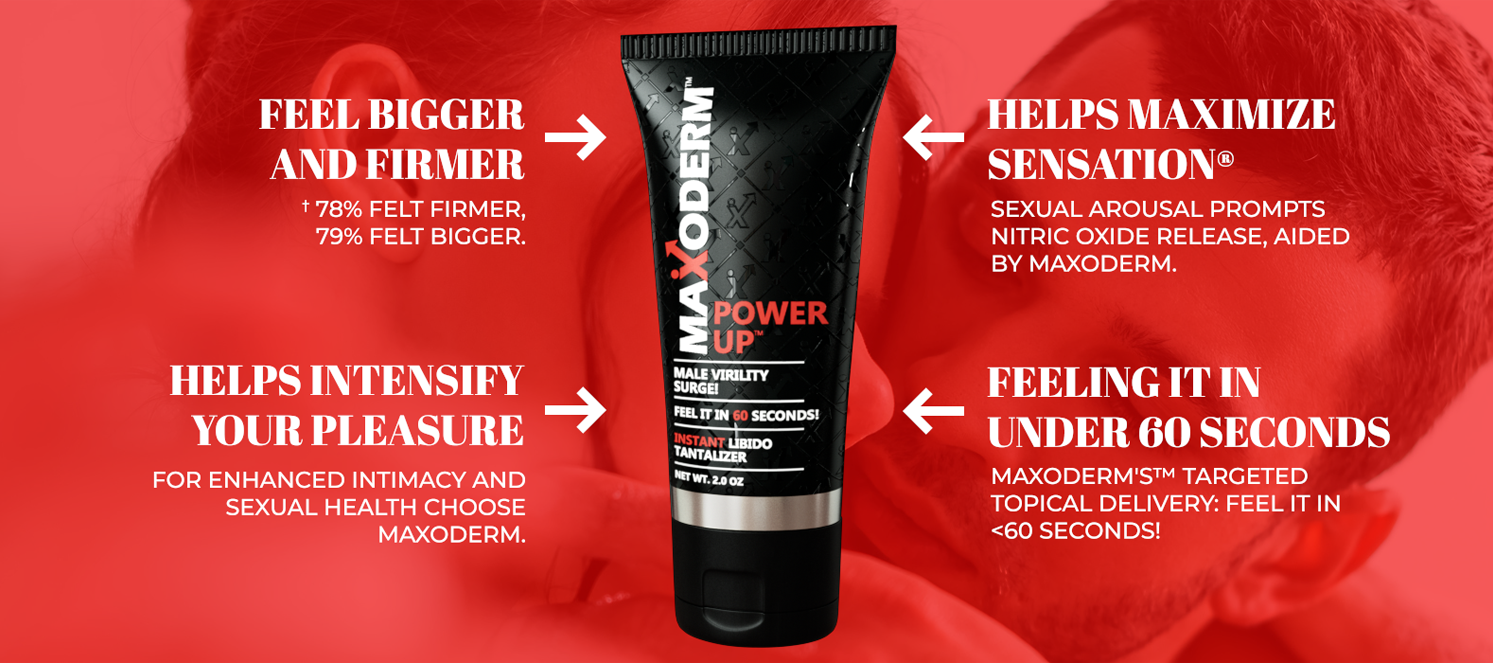 FEEL BIGGER
AND FIRMER
† 78% FELT FIRMER,
79% FELT BIGGER.
HELPS INTENSIFY
YOUR PLEASURE
FOR ENHANCED INTIMACY AND
SEXUAL HEALTH CHOOSE
MAXODERM.
MAXODERM™
POWER
UP™
MALE VIRILITY
SURGE!
FEEL IT IN 60 SECONDS!
INSTANT LIBIDO
TANTALIZER
NET WT. 2.0 OZ
HELPS MAXIMIZE
SENSATION®
SEXUAL AROUSAL PROMPTS
NITRIC OXIDE RELEASE, AIDED
BY MAXODERM.
FEELING IT IN
UNDER 60 SECONDS
MAXODERM'S™ TARGETED
TOPICAL DELIVERY: FEEL IT IN
<60 SECONDS!